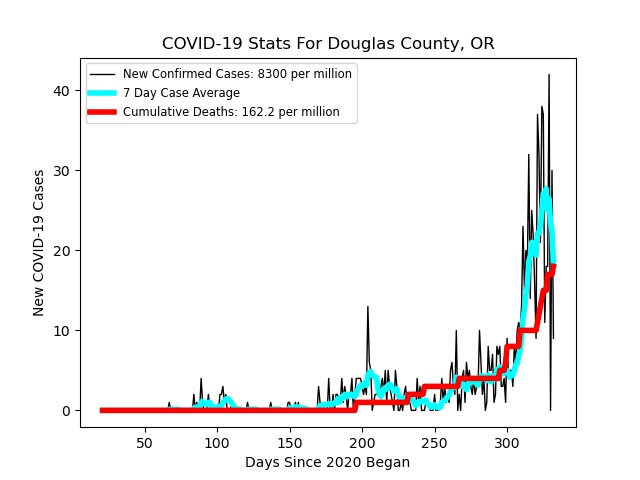 COVID-19 Stats For Douglas County, OR
New Confirmed Cases: 8300 per million
7 Day Case Average
Cumulative Deaths: 162.2 per million
New COVID-19 Cases
40
30
20
10
0
50 100 150 200 250 300
Days Since 2020 Began